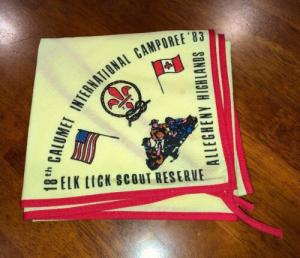 18th CALUMET INTERNATIONAL CAMPOREE '83
ALLEGHENY HIGHLANDS
ELK LICK SCOUT RESERVE